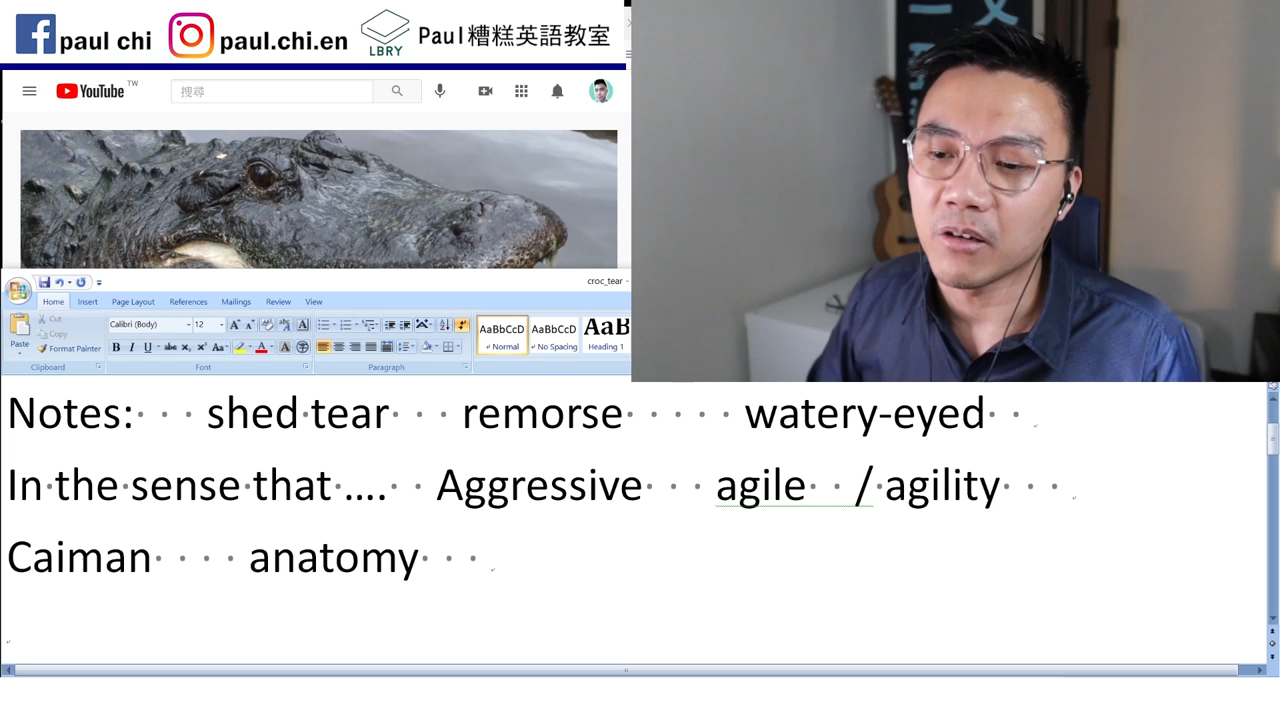 paul chi paul.chi.en LBRY Paul糟糕英語教室
YouTube TW 搜尋
croc_tear -
Home Insert Page Layout References Mailings Review View
Cut
Copy
Paste Format Painter
Calibri (Body) 12
AaBbCcD AaBbCcD AaBb
Normal No Spacing Heading 1
Clipboard Font Paragraph
Notes: shed tear remorse watery-eyed
In the sense that .... Aggressive agile / agility
Caiman anatomy